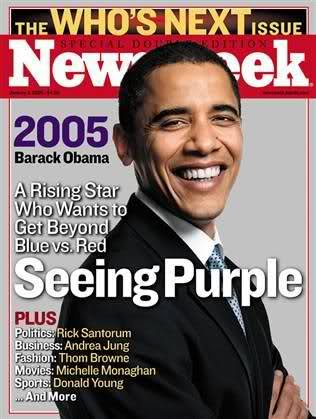 THE WHO'S NEXT ISSUE
SPECIAL DOUBLE EDITION
Newsweek
2005
Barack Obama
A Rising Star
Who Wants to
Get Beyond
Blue vs. Red
Seeing Purple
PLUS
Politics: Rick Santorum
Business: Andrea Jung
Fashion: Thom Browne
Movies: Michelle Monaghan
Sports: Donald Young
... And More